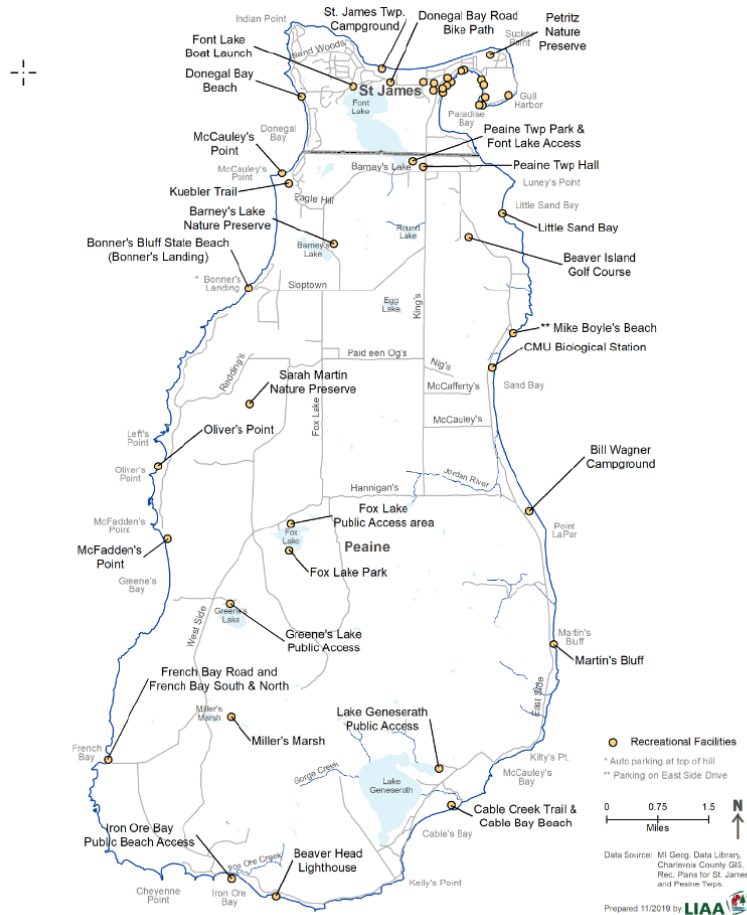 Indian Point
St. James Twp.
Campground
Donegal Bay Road
Bike Path
Petritz
Nature
Preserve
Font Lake
Boat Launch
Donegal Bay
Beach
St James
Font
Lake
Gull
Harbor
Paradise
Bay
Donegal
Bay
McCauley's
Point
Peaine Twp Park &
Font Lake Access
McCauley's
Point
Barney's Lake
Peaine Twp Hall
Luney's Point
Kuebler Trail
Eagle Hill
Little Sand Bay
Barney's Lake
Nature Preserve
Round
Lake
Little Sand Bay
Bonner's Bluff State Beach
(Bonner's Landing)
Barney's
Lake
Beaver Island
Golf Course
* Bonner's
Landing
Sloptown
Egg
Lake
King's
** Mike Boyle's Beach
CMU Biological Station
Paid een Og's
Nig's
Redding's
Sarah Martin
Nature Preserve
McCafferty's
Sand Bay
Fox Lake
McCauley's
Left's
Point
Oliver's Point
Bill Wagner
Campground
Oliver's
Point
Jordan River
Hannigan's
McFadden's
Point
Fox Lake
Public Access area
Point
LaPar
McFadden's
Point
Fox
Lake
Peaine
Fox Lake Park
Greene's
Bay
Greene's
Lake
West Side
Greene's Lake
Public Access
Martin's
Bluff
Martin's Bluff
French Bay Road and
French Bay South & North
East Side
Miller's
Marsh
Lake Geneserath
Public Access
Miller's Marsh
Recreational Facilities
French
Bay
Kilty's Pt.
* Auto parking at top of hill
McCauley's
Bay
** Parking on East Side Drive
Gorge Creek
Lake
Geneserath
Cable Creek Trail &
Cable Bay Beach
0 0.75 1.5
Miles
N
Iron Ore Bay
Public Beach Access
Cable's Bay
Iron Ore Creek
Beaver Head
Lighthouse
Data Source: MI Geog. Data Library,
Charlevoix County GIS,
Rec. Pans for St. James
and Peaine Twps.
Kelly's Point
Cheyenne
Point
Iron Ore
Bay
Prepared 11/2019 by: LIAA